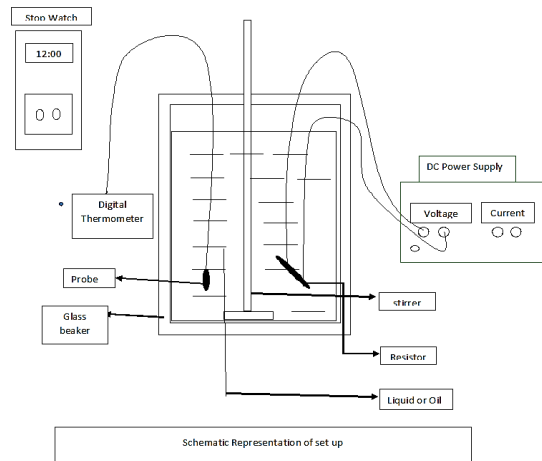 Stop Watch
12:00
DC Power Supply
Voltage
Current
Digital
Thermometer
Probe
Glass
beaker
stirrer
Resistor
Liquid or Oil
Schematic Representation of set up